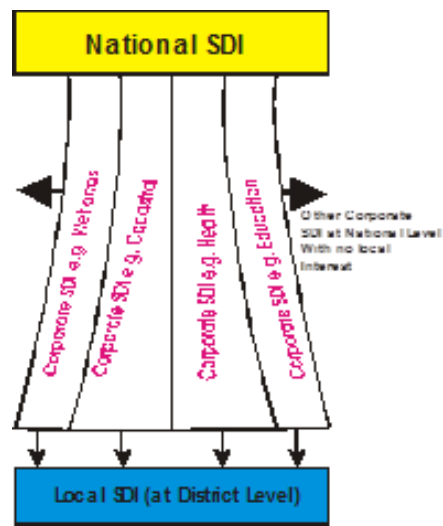 National SDI
Corporate SDI e.g. Wetlands
Corporate SDI e.g. Coacstal
Corporate SDI e.g. Health
Corporate SDI e.g. Education
Other Corporate
SDI at National Level
With no local
Interest
Local SDI (at District Level)